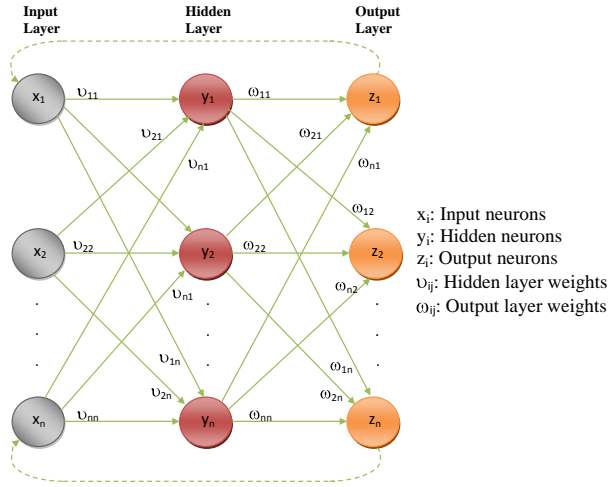 Input Layer
Hidden Layer
Output Layer
x1
υ11
y1
ω11
z1
υ21
ω21
υn1
ωn1
ω12
xi: Input neurons
yi: Hidden neurons
zi: Output neurons
υij: Hidden layer weights
ωij: Output layer weights
x2
υ22
y2
ω22
z2
υn1
ωn2
. . .
. . .
. . .
υ1n
ω1n
υ2n
ω2n
xn
υnn
yn
ωnn
zn